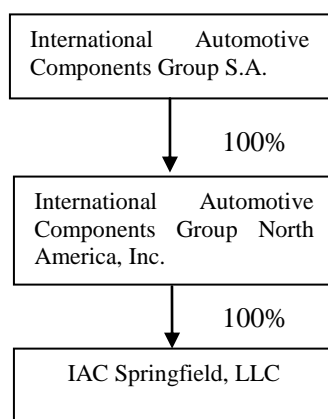 International Automotive
Components Group S.A.
100%
International Automotive
Components Group North
America, Inc.
100%
IAC Springfield, LLC